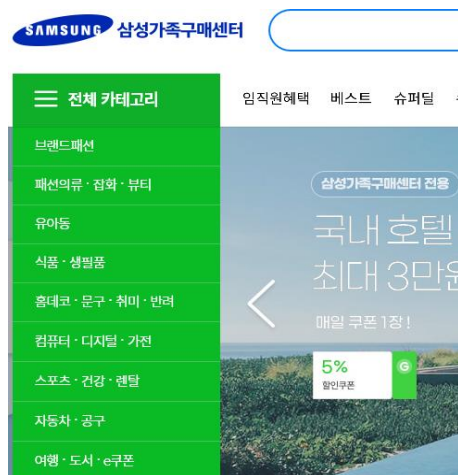 SAMSUNG 삼성가족구매센터
전체 카테고리
임직원혜택 베스트 슈퍼딜
브랜드패션
패션의류 · 잡화 · 뷰티
유아동
식품 · 생필품
홈데코 · 문구 · 취미 · 반려
컴퓨터 · 디지털 · 가전
스포츠 · 건강 · 렌탈
자동차 · 공구
여행 · 도서 · e쿠폰
삼성가족구매센터 전용
국내 호텔
최대 3만원
매일 쿠폰 1장 !
5%
할인쿠폰
G